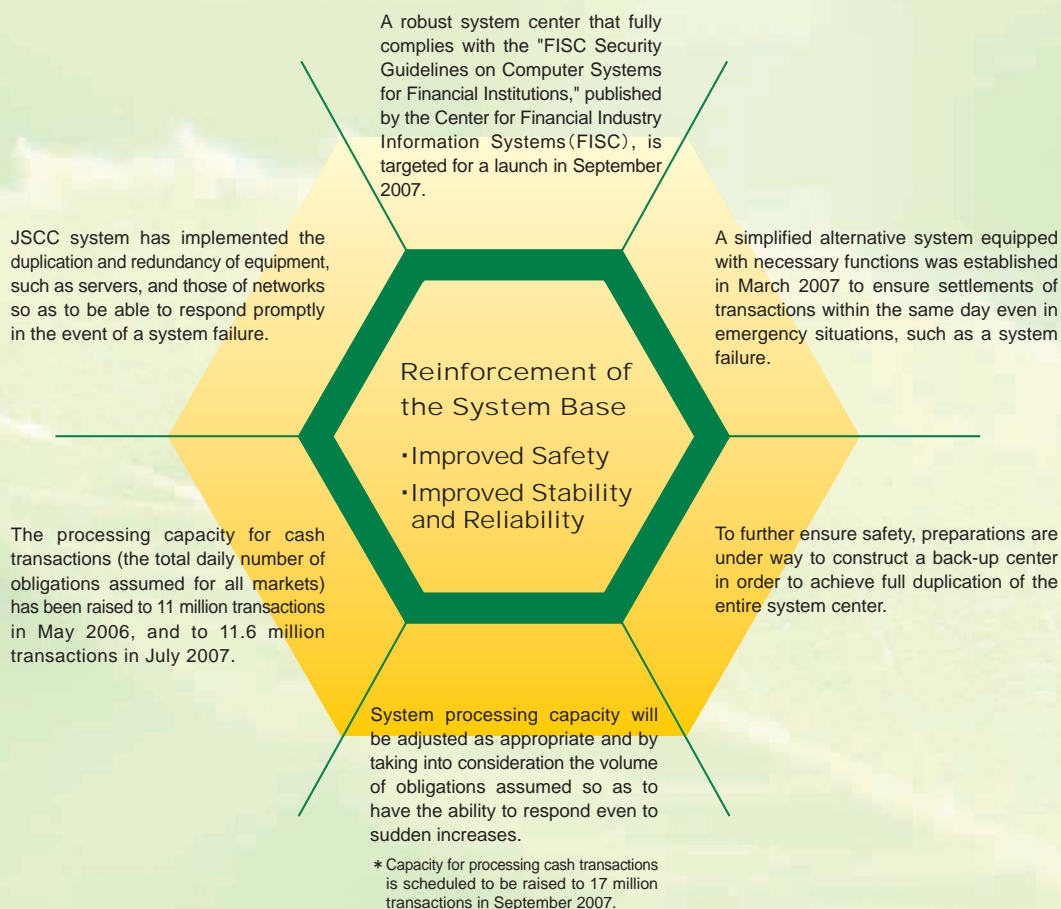 A robust system center that fully
complies with the "FISC Security
Guidelines on Computer Systems
for Financial Institutions," published
by the Center for Financial Industry
Information Systems(FISC), is
targeted for a launch in September
2007.
JSCC system has implemented the
duplication and redundancy of equipment,
such as servers, and those of networks
so as to be able to respond promptly
in the event of a system failure.
A simplified alternative system equipped
with necessary functions was established
in March 2007 to ensure settlements of
transactions within the same day even in
emergency situations, such as a system
failure.
Reinforcement of
the System Base
・Improved Safety
・Improved Stability
and Reliability
The processing capacity for cash
transactions (the total daily number of
obligations assumed for all markets)
has been raised to 11 million transactions
in May 2006, and to 11.6 million
transactions in July 2007.
To further ensure safety, preparations are
under way to construct a back-up center
in order to achieve full duplication of the
entire system center.
System processing capacity will
be adjusted as appropriate and by
taking into consideration the volume
of obligations assumed so as to
have the ability to respond even to
sudden increases.
* Capacity for processing cash transactions
is scheduled to be raised to 17 million
transactions in September 2007.